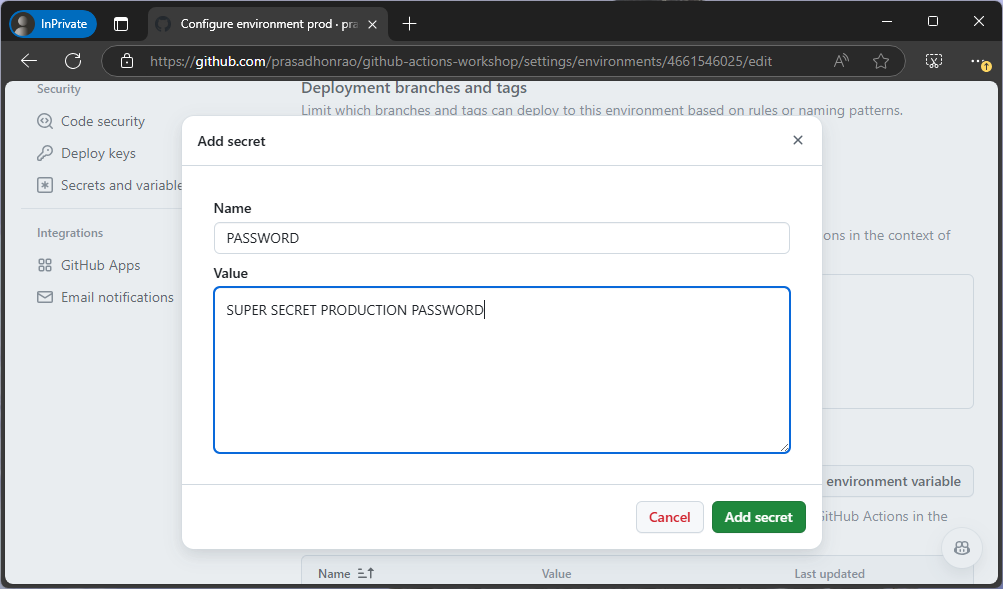 InPrivate
Configure environment prod · pra
https://github.com/prasadhonrao/github-actions-workshop/settings/environments/4661546025/edit
Security
Code security
Deploy keys
Secrets and variable
Integrations
GitHub Apps
Email notifications
Deployment branches and tags
Limit which branches and tags can deploy to this environment based on rules or naming patterns.
Add secret
Name
PASSWORD
Value
SUPER SECRET PRODUCTION PASSWORD
Cancel
Add secret
ons in the context of
environment variable
GitHub Actions in the
Name
Value
Last updated